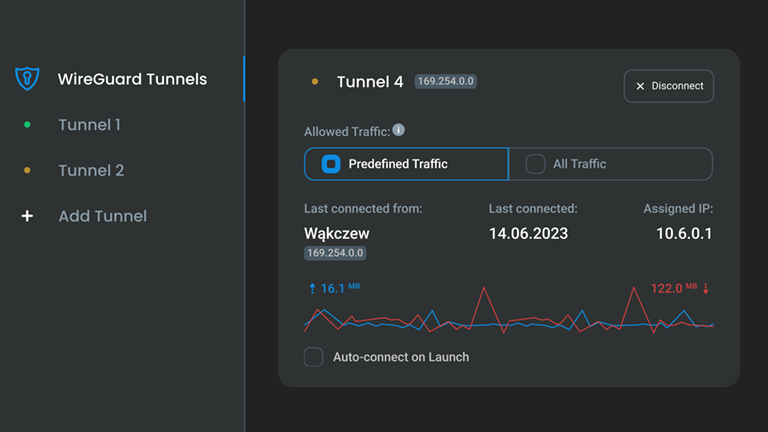 WireGuard Tunnels
Tunnel 1
Tunnel 2
Add Tunnel
Tunnel 4 169.254.0.0
Disconnect
Allowed Traffic:
Predefined Traffic
All Traffic
Last connected from:
Wąkczew
169.254.0.0
Last connected:
14.06.2023
Assigned IP:
10.6.0.1
16.1 MB
122.0 MB
Auto-connect on Launch